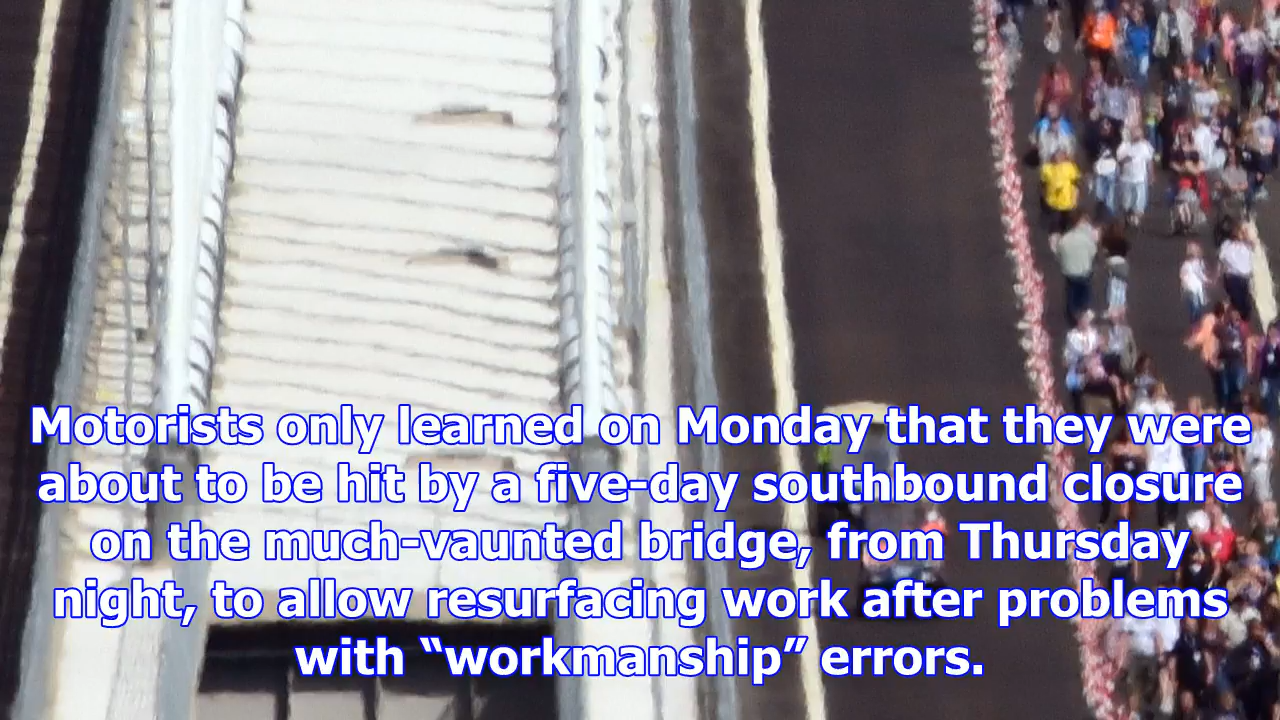 Motorists only learned on Monday that they were
about to be hit by a five-day southbound closure
on the much-vaunted bridge, from Thursday
night, to allow resurfacing work after problems
with “workmanship” errors.